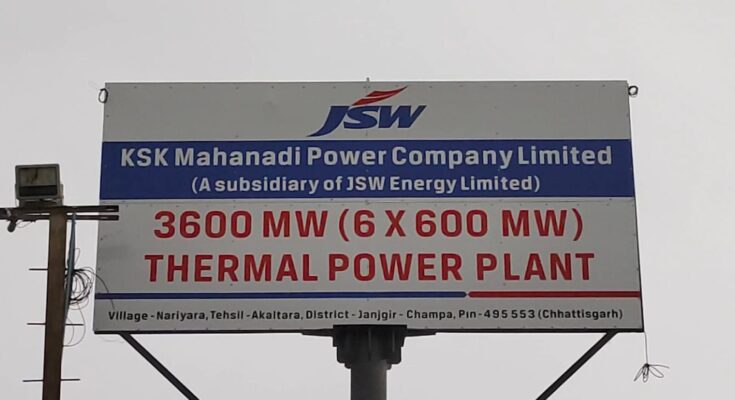 JSW
KSK Mahanadi Power Company Limited
(A subsidiary of JSW Energy Limited)
3600 MW (6 X 600 MW)
THERMAL POWER PLANT
Village - Nariyara, Tehsil - Akaltara, District - Janjgir - Champa, Pin - 495 553 (Chhattisgarh)